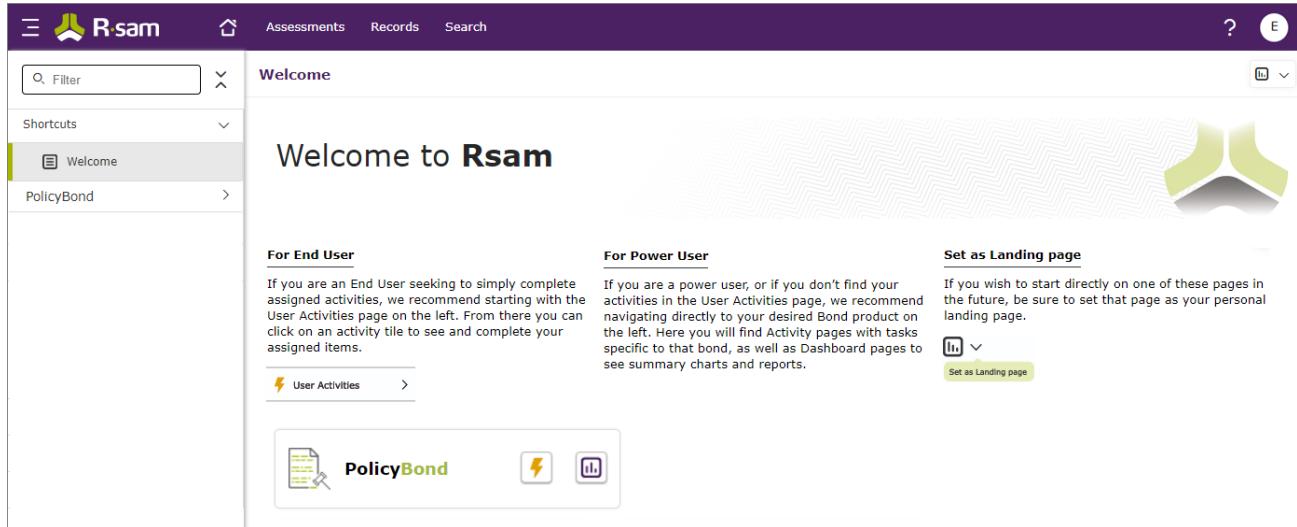 R·sam
Assessments Records Search
? E
Filter
Welcome
Shortcuts
Welcome
PolicyBond
Welcome to Rsam
For End User
If you are an End User seeking to simply complete
assigned activities, we recommend starting with the
User Activities page on the left. From there you can
click on an activity tile to see and complete your
assigned items.
User Activities
For Power User
If you are a power user, or if you don’t find your
activities in the User Activities page, we recommend
navigating directly to your desired Bond product on
the left. Here you will find Activity pages with tasks
specific to that bond, as well as Dashboard pages to
see summary charts and reports.
Set as Landing page
If you wish to start directly on one of these pages in
the future, be sure to set that page as your personal
landing page.
Set as Landing page
PolicyBond